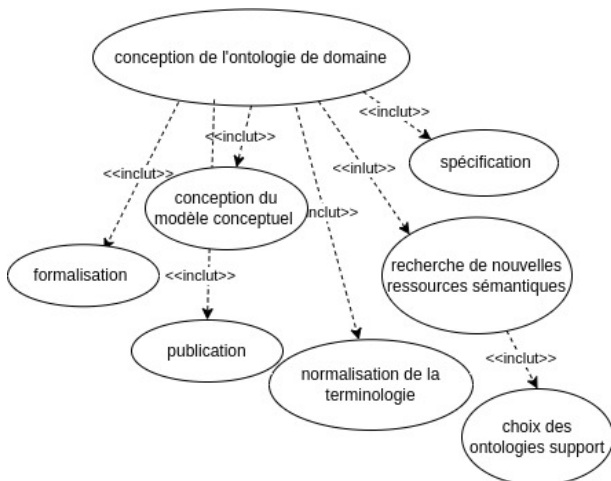 conception de l'ontologie de domaine
<<inclut>>
<<inclut>>
<<inclut>>
<<inlut>>
nclut>>
spécification
conception du
modèle conceptuel
formalisation
<<inclut>>
recherche de nouvelles
ressources sémantiques
publication
<<inclut>>
normalisation de la
terminologie
choix des
ontologies support